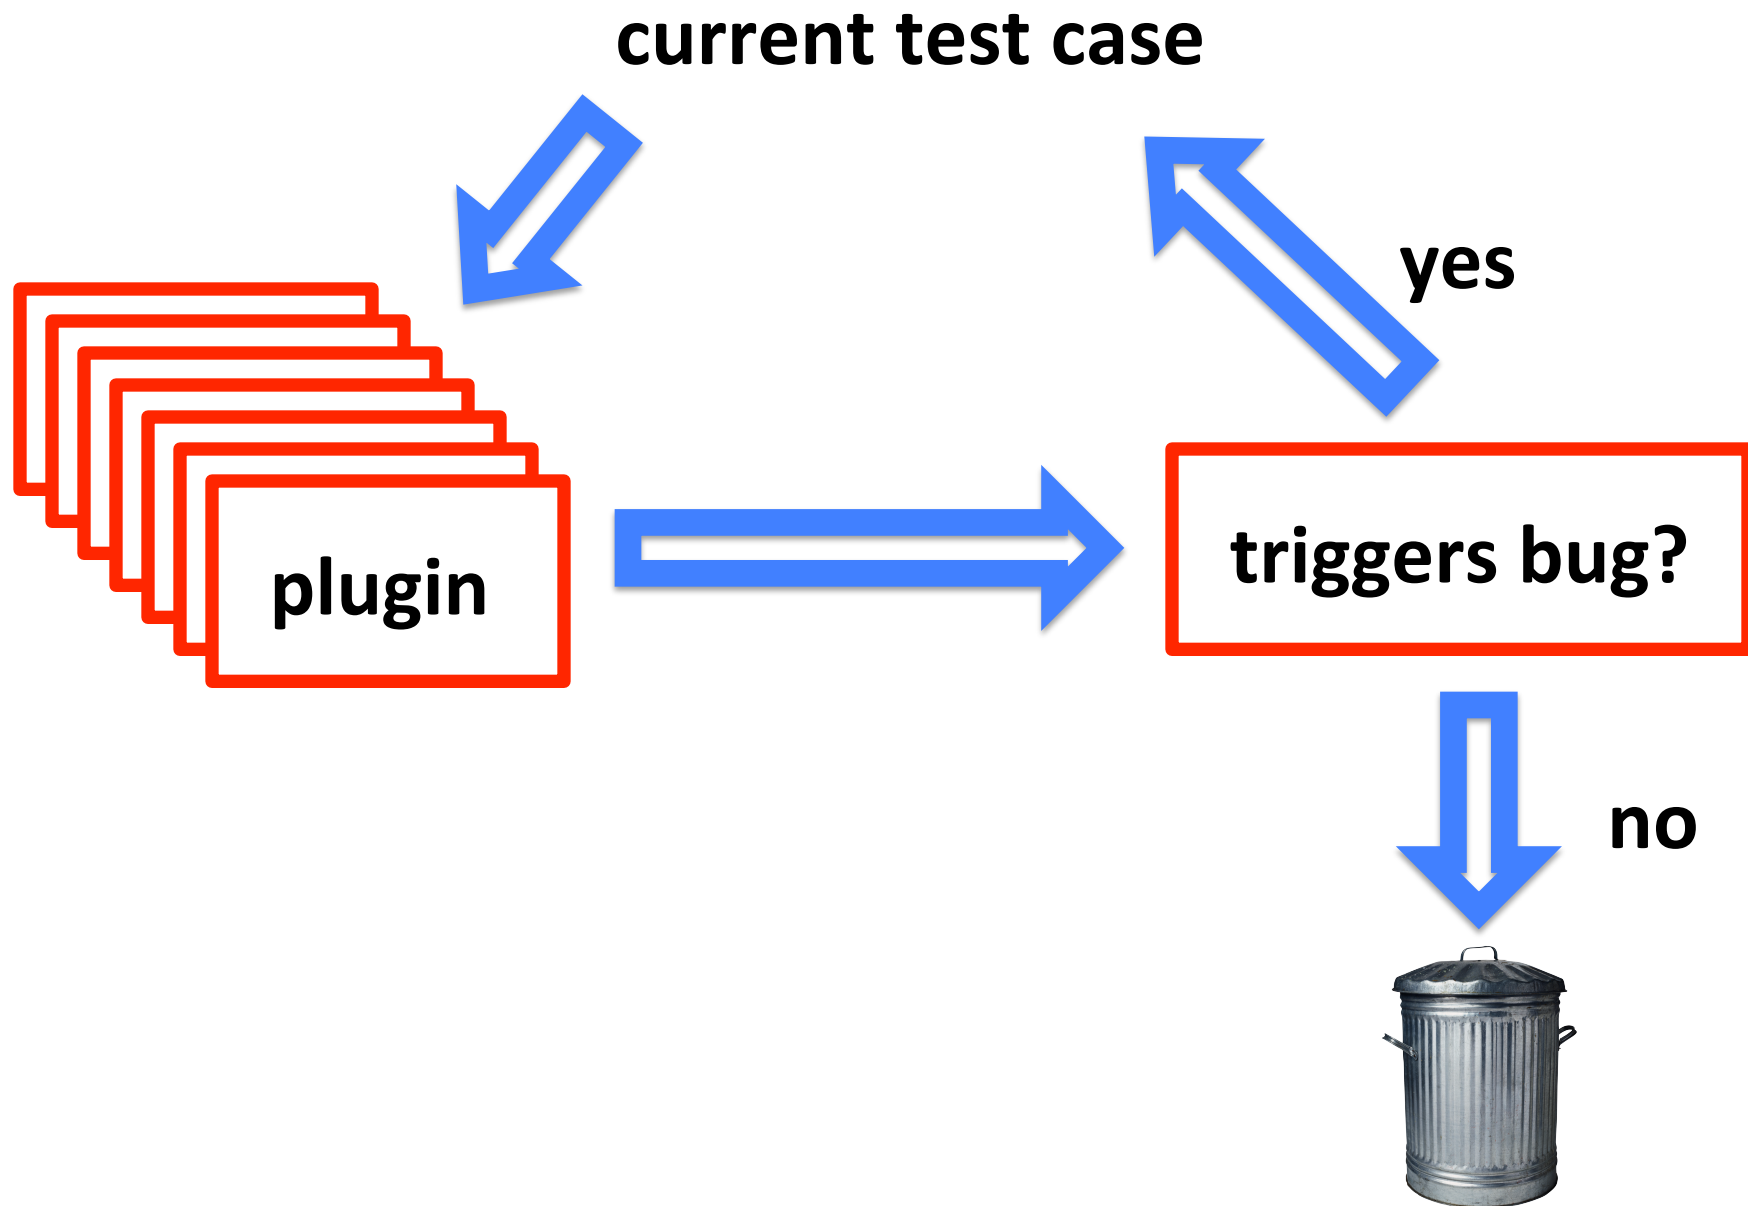 current test case
yes
plugin
triggers bug?
no